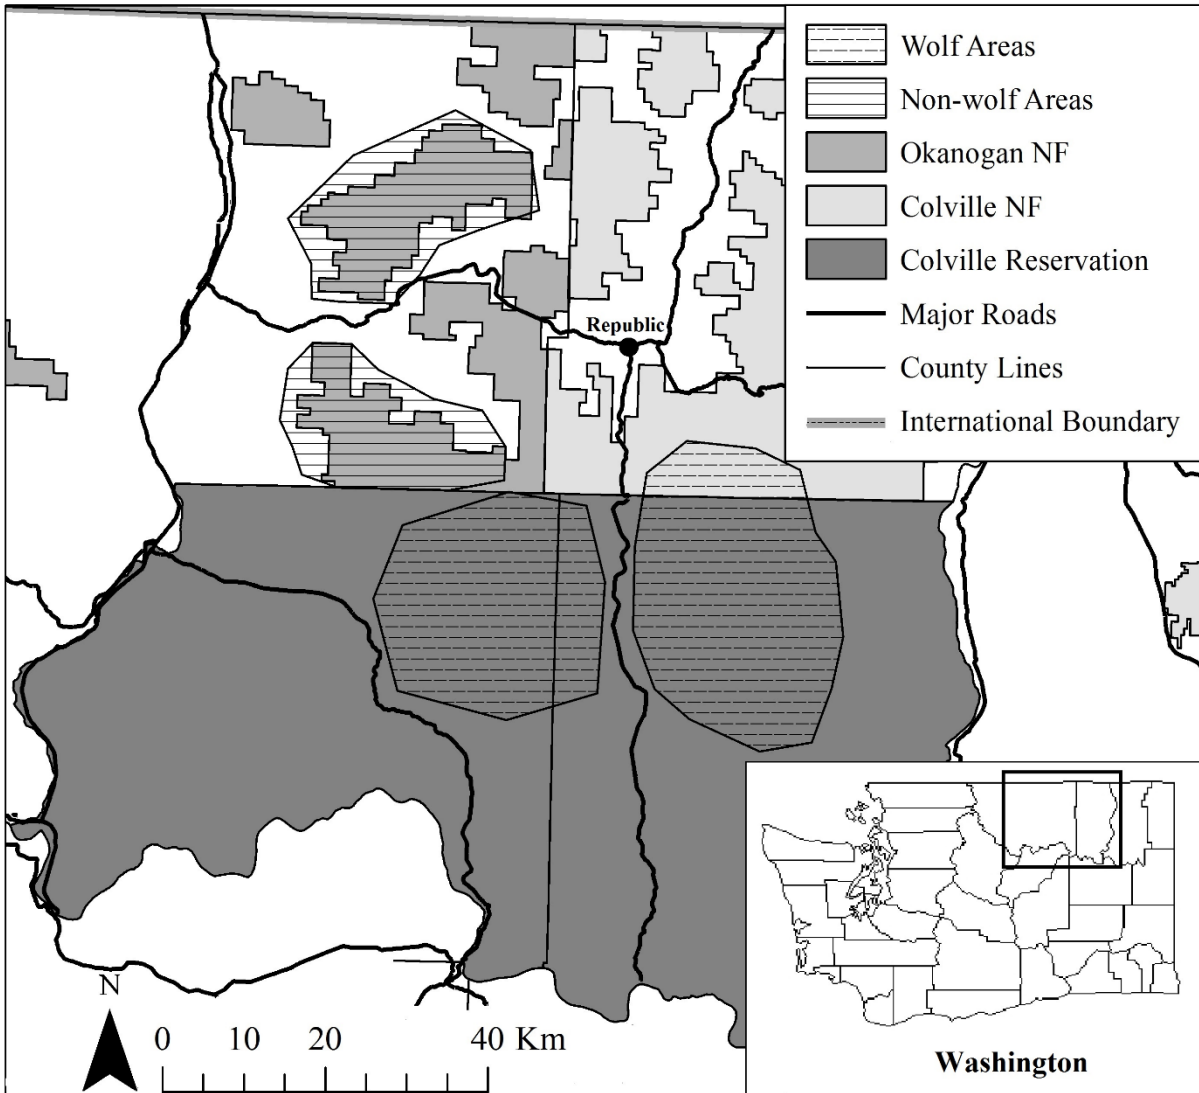 Wolf Areas
Non-wolf Areas
Okanogan NF
Colville NF
Colville Reservation
Major Roads
County Lines
International Boundary
Republic
N
0 10 20 40 Km
Washington